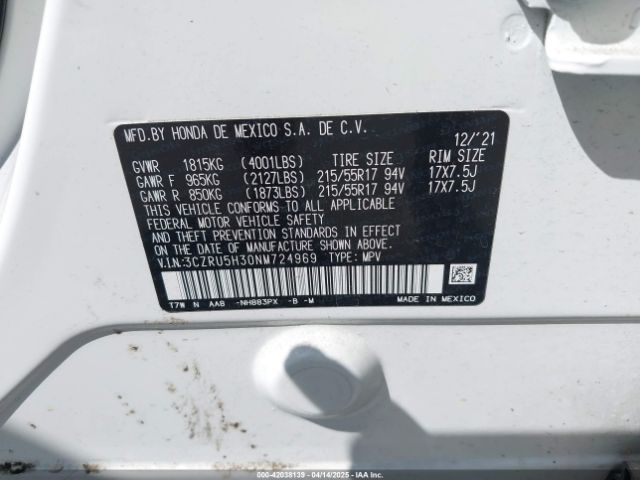 MFD.BY HONDA DE MEXICO S.A. DE C.V.
12/'21
GVWR 1815KG (4001LBS) TIRE SIZE RIM SIZE
GAWR F 965KG (2127LBS) 215/55R17 94V 17X7.5J
GAWR R 850KG (1873LBS) 215/55R17 94V 17X7.5J
THIS VEHICLE CONFORMS TO ALL APPLICABLE
FEDERAL MOTOR VEHICLE SAFETY
AND THEFT PREVENTION STANDARDS IN EFFECT
ON THE DATE OF MANUFACTURE SHOWN ABOVE.
V.I.N:3CZRU5H30NM724969 TYPE: MPV
T7W N AAB -NH883PX -B -M MADE IN MEXICO
(C) COPYRIGHT 000-42038139 - 04/14/2025 - IAA Inc.